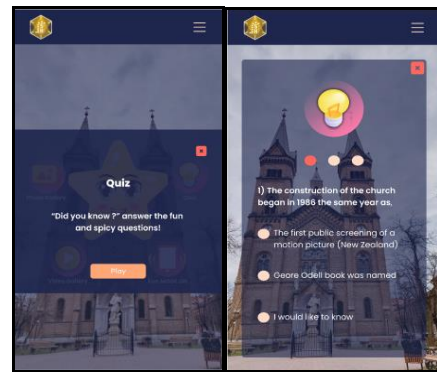 Quiz
“Did you know ?” answer the fun
and spicy questions!
Play
1) The construction of the church
began in 1986 the same year as,
The first public screening of a
motion picture (New Zealand)
Geore Odell book was named
I would like to know